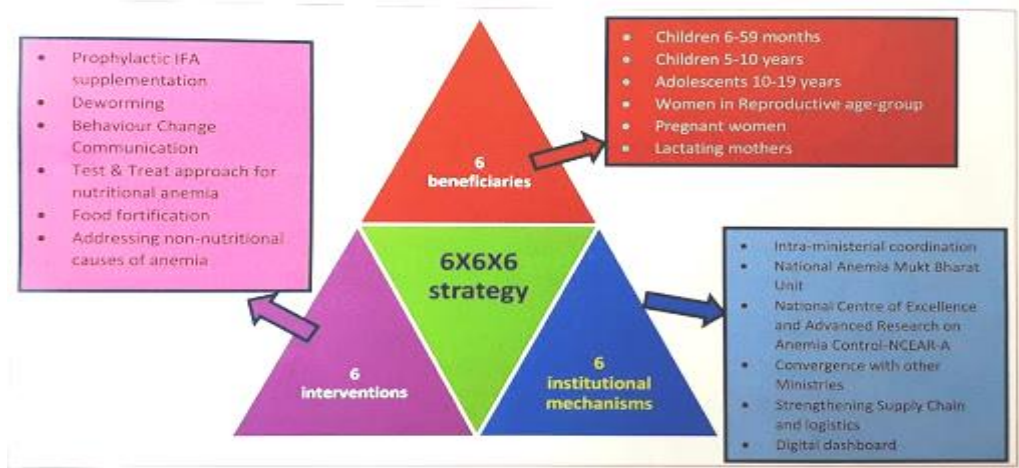 • Prophylactic IFA
supplementation
• Deworming
• Behaviour Change
Communication
• Test & Treat approach for
nutritional anemia
• Food fortification
• Addressing non-nutritional
causes of anemia
• Children 6-59 months
• Children 5-10 years
• Adolescents 10-19 years
• Women in Reproductive age-group
• Pregnant women
• Lactating mothers
6
beneficiaries
6X6X6
strategy
6
interventions
6
institutional
mechanisms
• Intra-ministerial coordination
• National Anemia Mukt Bharat
Unit
• National Centre of Excellence
and Advanced Research on
Anemia Control-NCEAR-A
• Convergence with other
Ministries
• Strengthening Supply Chain
and logistics
• Digital dashboard